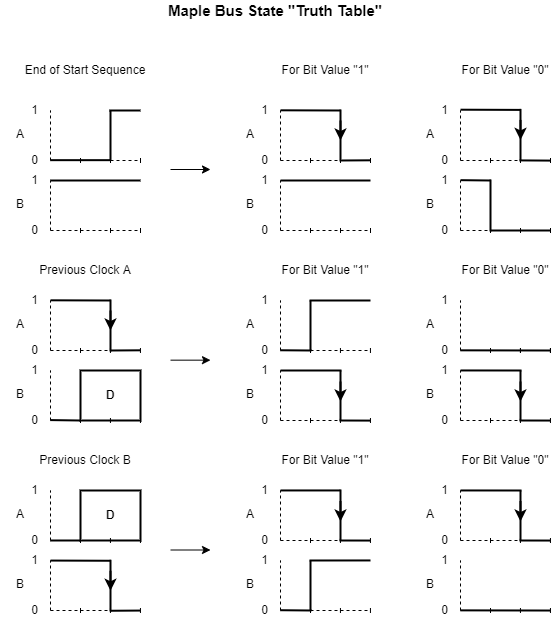 Maple Bus State "Truth Table"
End of Start Sequence For Bit Value "1" For Bit Value "0"
1 1 1
A A A
0 0 0
1 1 1
B B B
0 0 0
Previous Clock A For Bit Value "1" For Bit Value "0"
1 1 1
A A A
0 0 0
1 1 1
B D B B
0 0 0
Previous Clock B For Bit Value "1" For Bit Value "0"
1 1 1
A D A A
0 0 0
1 1 1
B B B
0 0 0